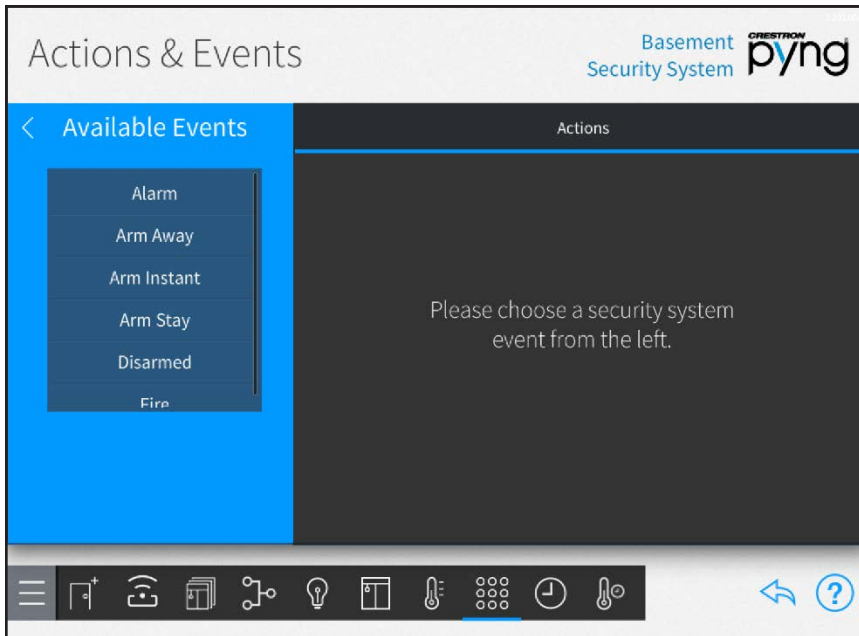 Actions & Events
Basement
Security System
CRESTRON
pyng
Available Events
Actions
Alarm
Arm Away
Arm Instant
Arm Stay
Disarmed
Fire
Please choose a security system
event from the left.
?